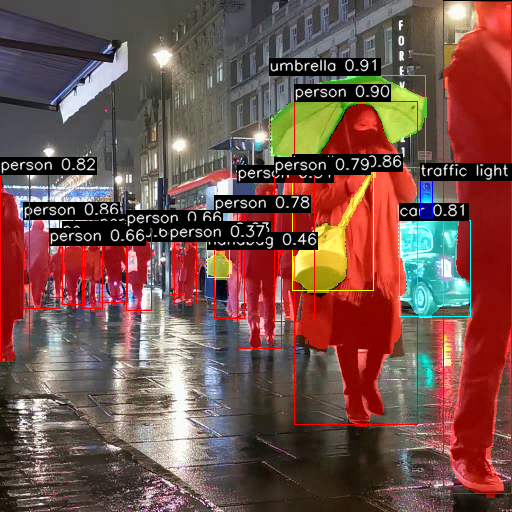 FOREV
umbrella 0.91
person 0.90
person 0.79
0.86
person 0.82
traffic light
person 0.78
person 0.86
car 0.81
person 0.66
person 0.66
person 0.37
handbag 0.46